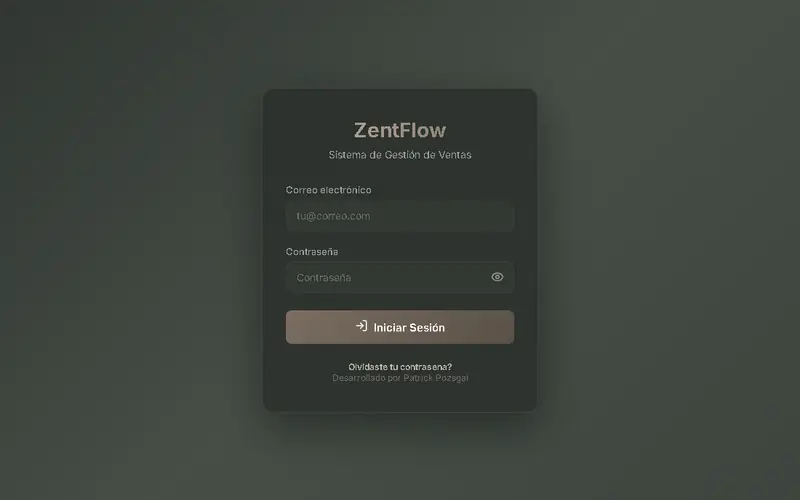 ZentFlow
Sistema de Gestión de Ventas
Correo electrónico
tu@correo.com
Contraseña
Contraseña
Iniciar Sesión
Olvidaste tu contrasena?
Desarrollado por Patrick Pozsgai